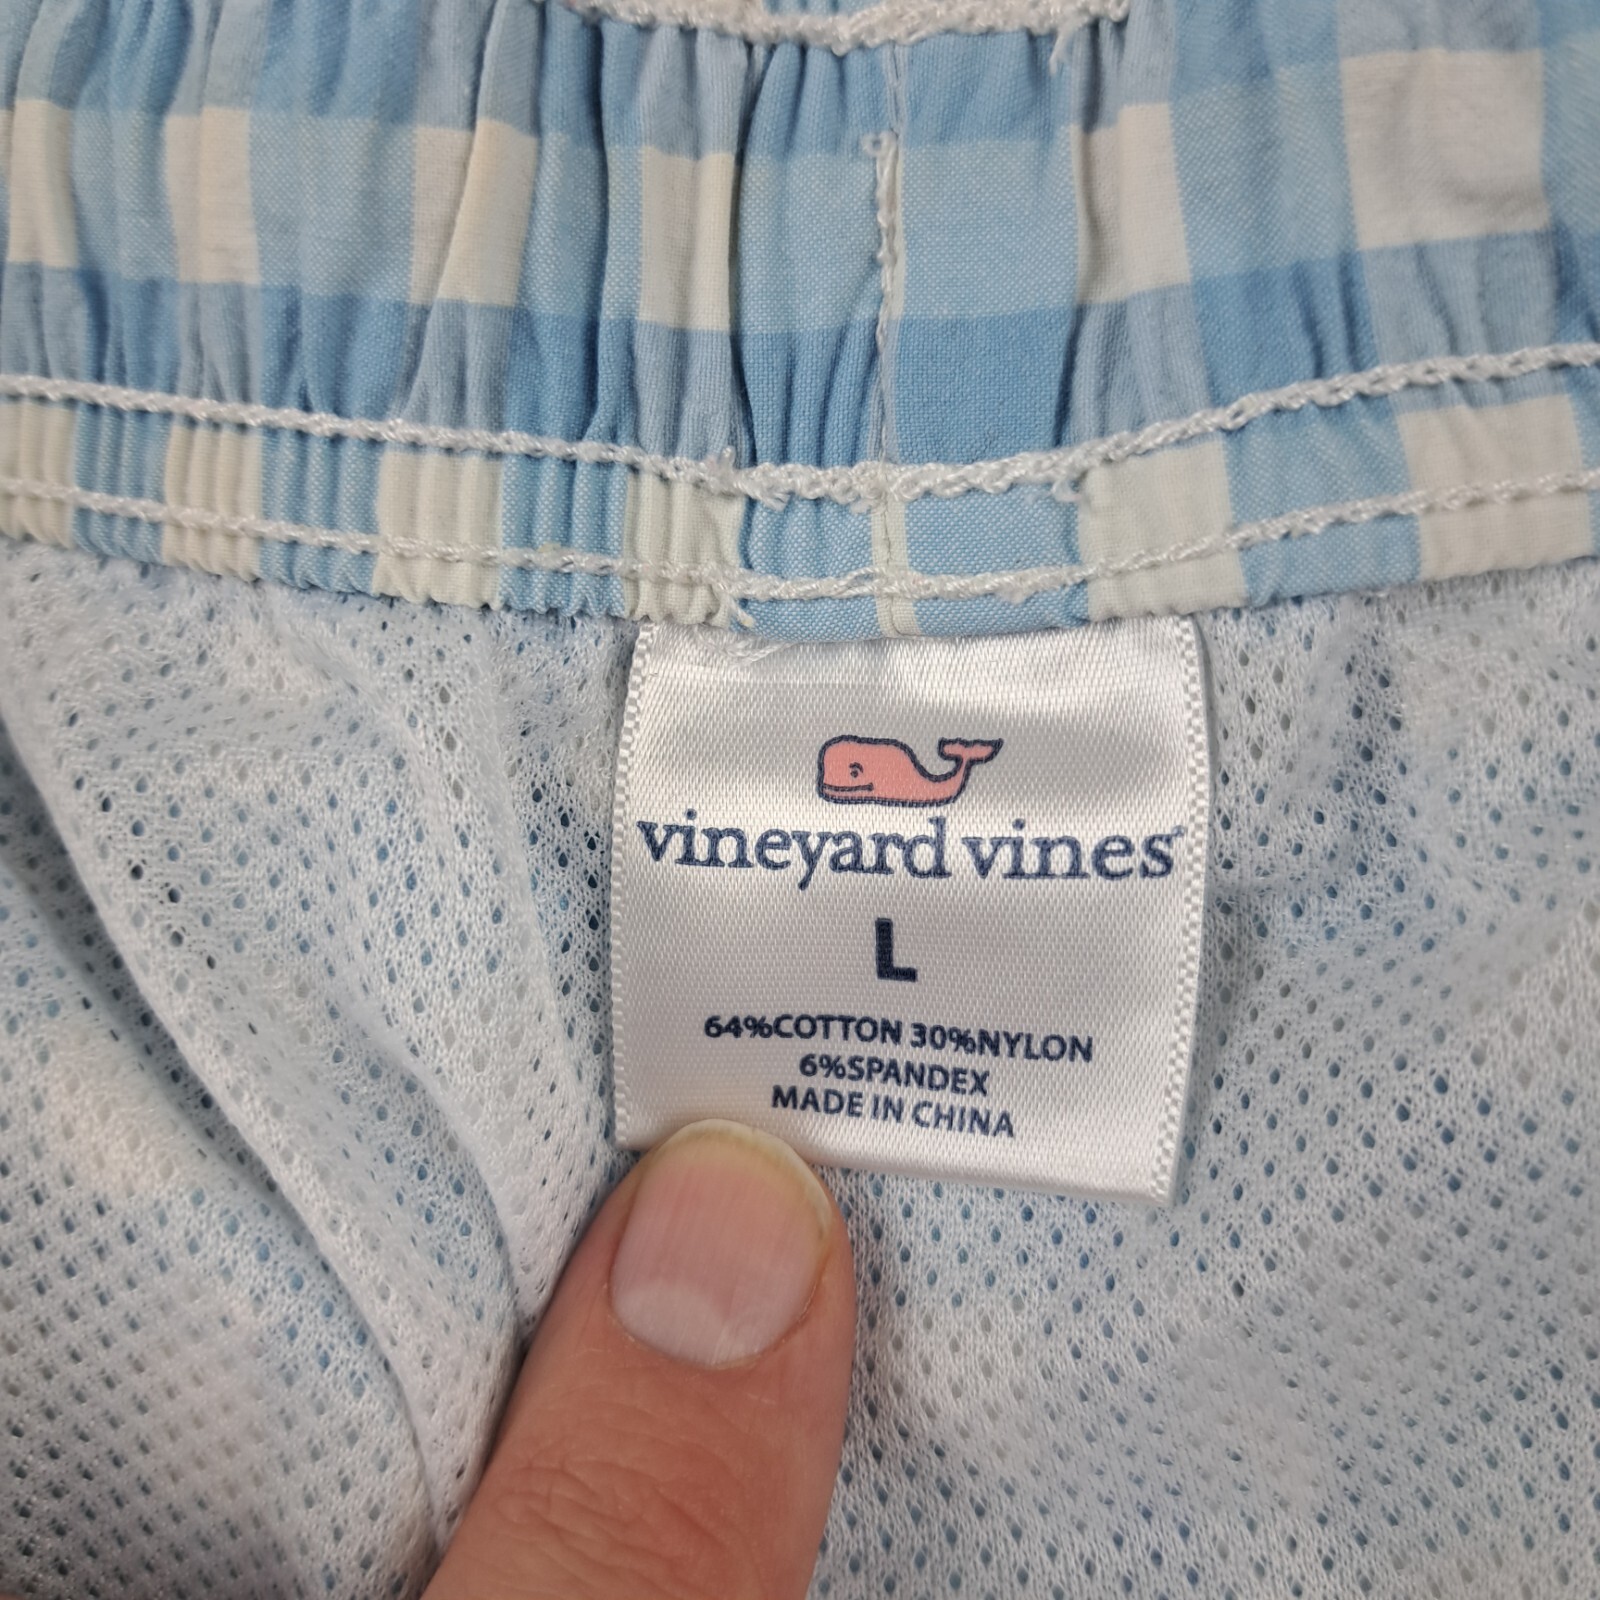 vineyard vines®
L
64%COTTON 30%NYLON
6%SPANDEX
MADE IN CHINA